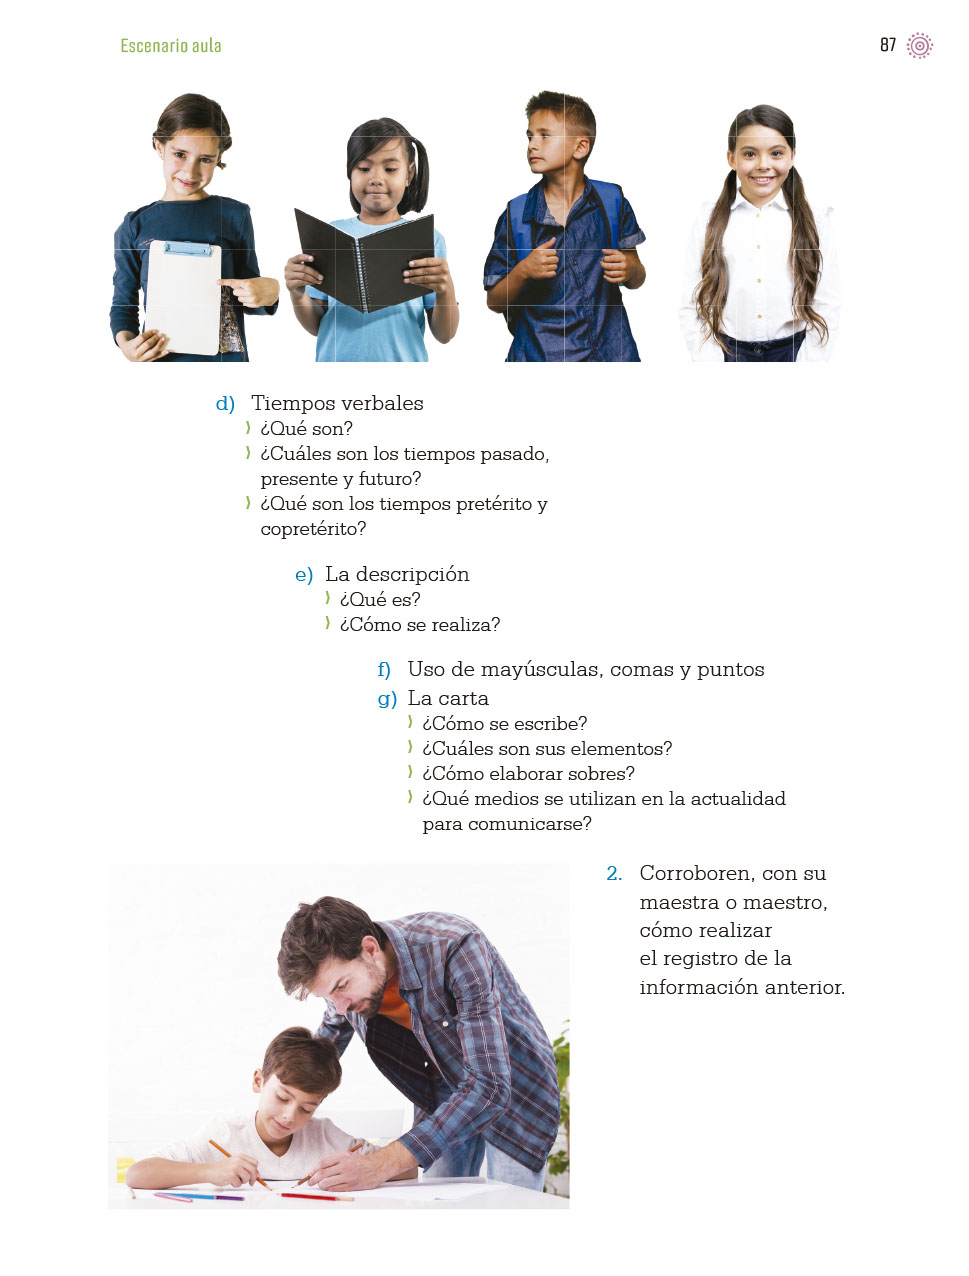 Escenario aula
87
d) Tiempos verbales
⟩ ¿Qué son?
⟩ ¿Cuáles son los tiempos pasado,
presente y futuro?
⟩ ¿Qué son los tiempos pretérito y
copretérito?
e) La descripción
⟩ ¿Qué es?
⟩ ¿Cómo se realiza?
f) Uso de mayúsculas, comas y puntos
g) La carta
⟩ ¿Cómo se escribe?
⟩ ¿Cuáles son sus elementos?
⟩ ¿Cómo elaborar sobres?
⟩ ¿Qué medios se utilizan en la actualidad
para comunicarse?
2. Corroboren, con su
maestra o maestro,
cómo realizar
el registro de la
información anterior.